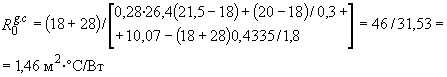 R₀^g.c = (18 + 28)/[0,28·26,4(21,5 − 18) + (20 − 18)/0,3 +
+ 10,07 − (18 + 28)0,4335/1,8] = 46/31,53 =
= 1,46 м²·°С/Вт